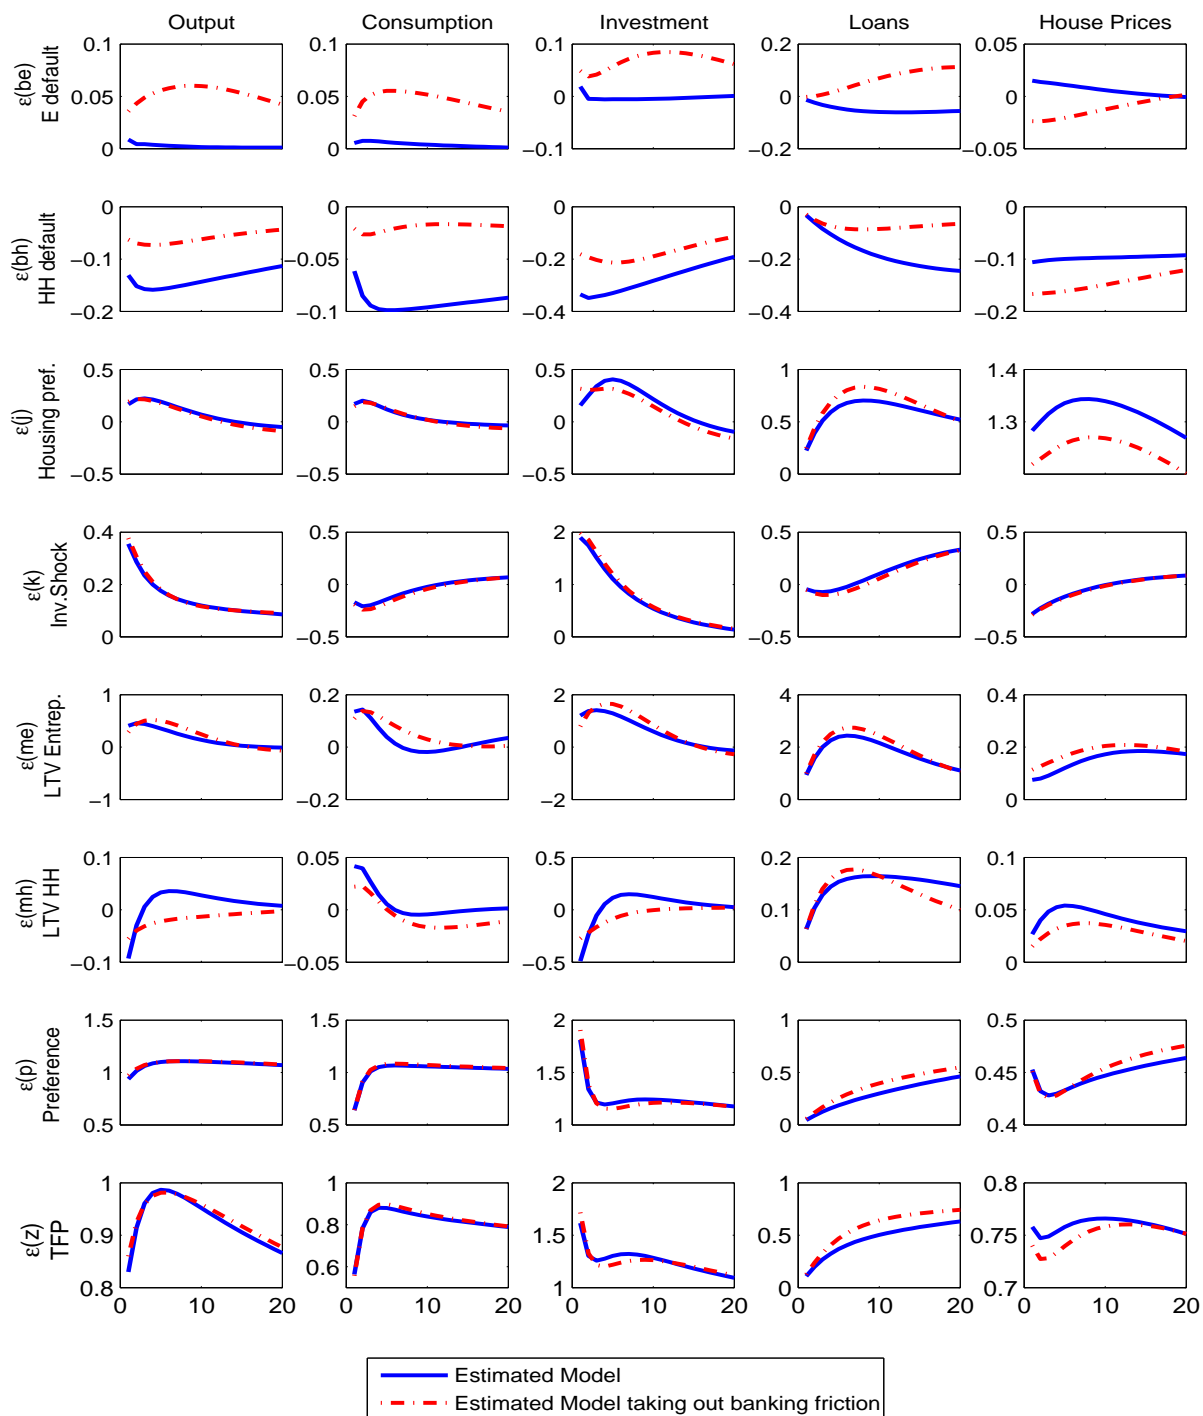 Output Consumption Investment Loans House Prices
ε(be) E default
0.1 0.05 0
0.1 0.05 0
0.1 0 −0.1
0.2 0 −0.2
0.05 0 −0.05
ε(bh) HH default
0 −0.1 −0.2
0 −0.05 −0.1
0 −0.2 −0.4
0 −0.2 −0.4
0 −0.1 −0.2
ε(j) Housing pref.
0.5 0 −0.5
0.5 0 −0.5
0.5 0 −0.5
1 0.5 0
1.4 1.3
ε(k) Inv.Shock
0.4 0.2 0
0.5 0 −0.5
2 1 0
0.5 0 −0.5
0.5 0 −0.5
ε(me) LTV Entrep.
1 0 −1
0.2 0 −0.2
2 0 −2
4 2 0
0.4 0.2 0
ε(mh) LTV HH
0.1 0 −0.1
0.05 0 −0.05
0.5 0 −0.5
0.2 0.1 0
0.1 0.05 0
ε(p) Preference
1.5 1 0.5
1.5 1 0.5
2 1.5 1
1 0.5 0
0.5 0.45 0.4
ε(z) TFP
1 0.9 0.8
1 0.8 0.6
2 1.5 1
1 0.5 0
0.8 0.75 0.7
0 10 20 0 10 20 0 10 20 0 10 20 0 10 20
Estimated Model
Estimated Model taking out banking friction